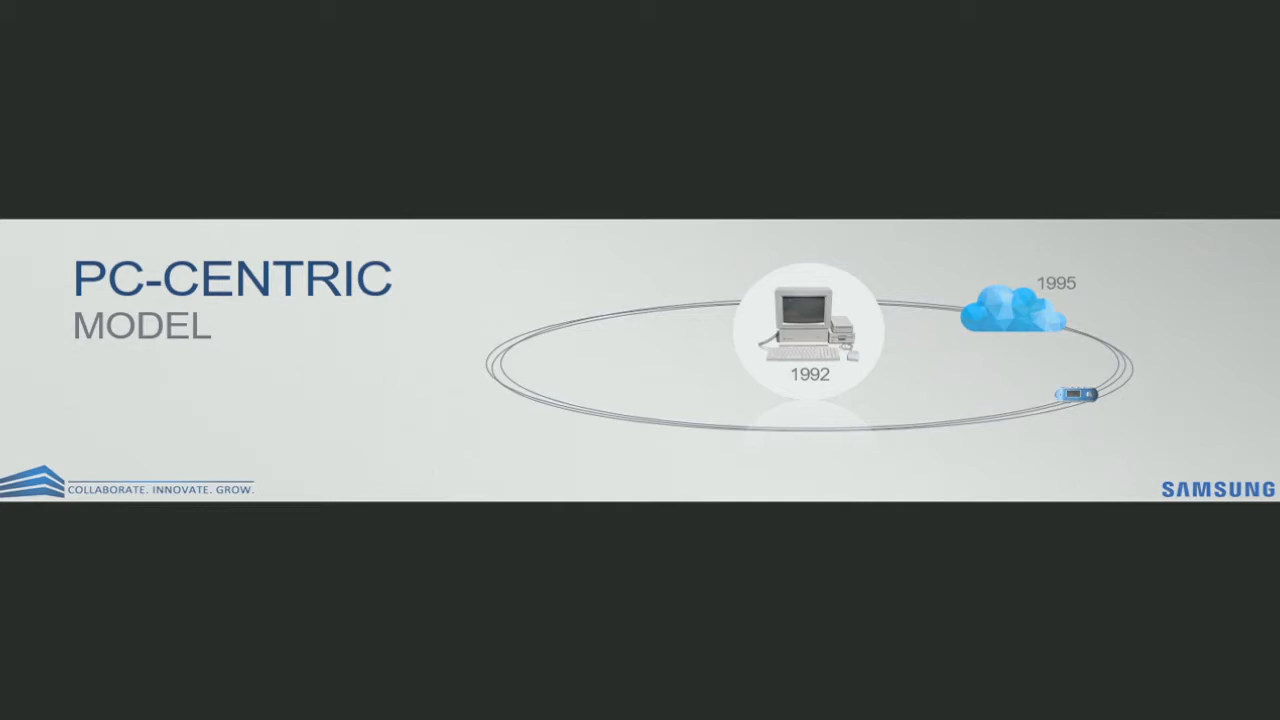 PC-CENTRIC
MODEL
1995
1992
COLLABORATE. INNOVATE. GROW.
SAMSUNG